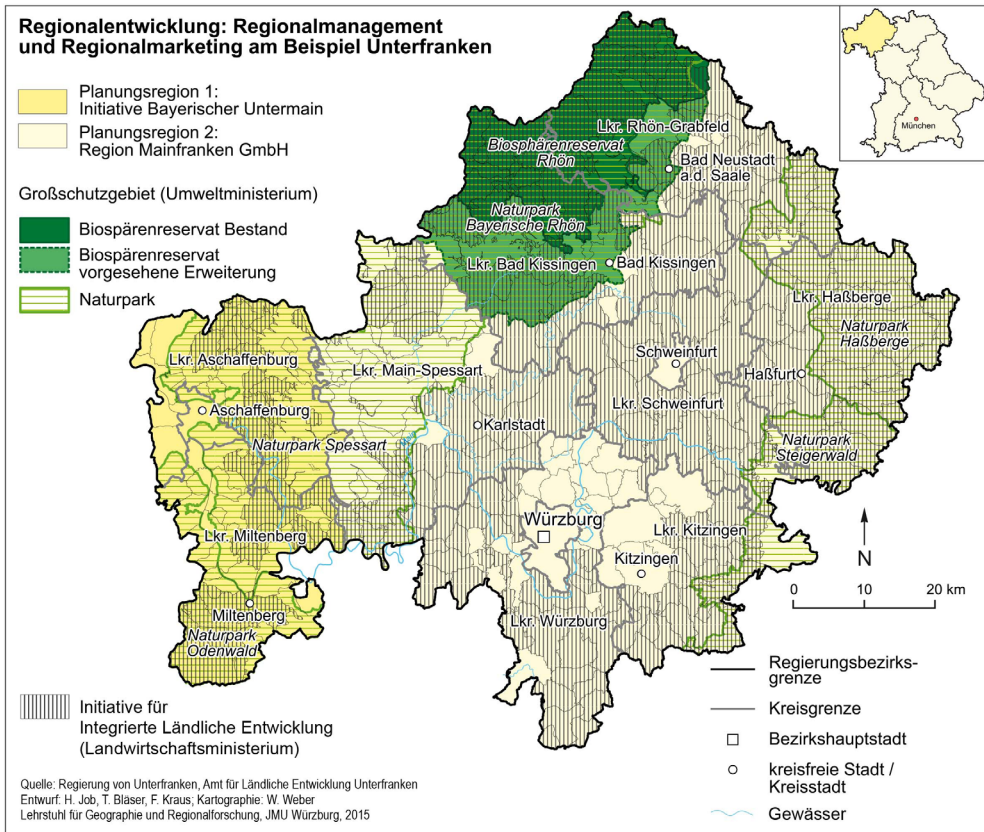 Regionalentwicklung: Regionalmanagement
und Regionalmarketing am Beispiel Unterfranken
Planungsregion 1:
Initiative Bayerischer Untermain
Planungsregion 2:
Region Mainfranken GmbH
Großschutzgebiet (Umweltministerium)
Biospärenreservat Bestand
Biospärenreservat
vorgesehene Erweiterung
Naturpark
München
Lkr. Rhön-Grabfeld
Biosphärenreservat
Rhön
Bad Neustadt
a.d. Saale
Naturpark
Bayerische Rhön
Lkr. Bad Kissingen
Bad Kissingen
Lkr. Haßberge
Naturpark
Haßberge
Lkr. Aschaffenburg
Lkr. Main-Spessart
Schweinfurt
Haßfurt
Aschaffenburg
Karlstadt
Lkr. Schweinfurt
Naturpark Spessart
Naturpark
Steigerwald
Würzburg
Lkr. Kitzingen
Lkr. Miltenberg
Kitzingen
Miltenberg
Lkr. Würzburg
Naturpark
Odenwald
N
0 10 20 km
Initiative für
Integrierte Ländliche Entwicklung
(Landwirtschaftsministerium)
Regierungsbezirks-
grenze
Kreisgrenze
Bezirkshauptstadt
kreisfreie Stadt /
Kreisstadt
Gewässer
Quelle: Regierung von Unterfranken, Amt für Ländliche Entwicklung Unterfranken
Entwurf: H. Job, T. Bläser, F. Kraus; Kartographie: W. Weber
Lehrstuhl für Geographie und Regionalforschung, JMU Würzburg, 2015